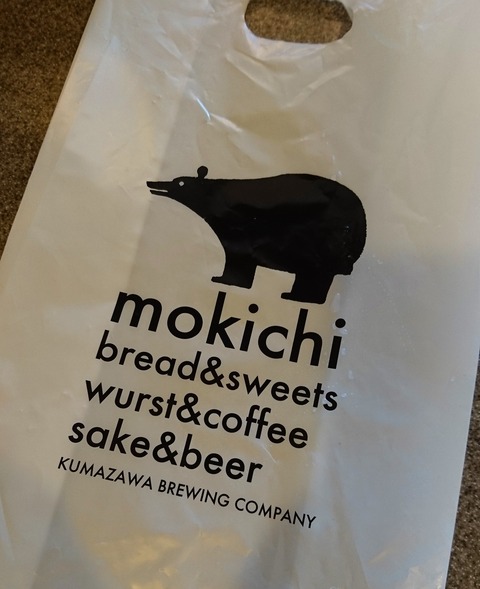 mokichi
bread&sweets
wurst&coffee
sake&beer
KUMAZAWA BREWING COMPANY